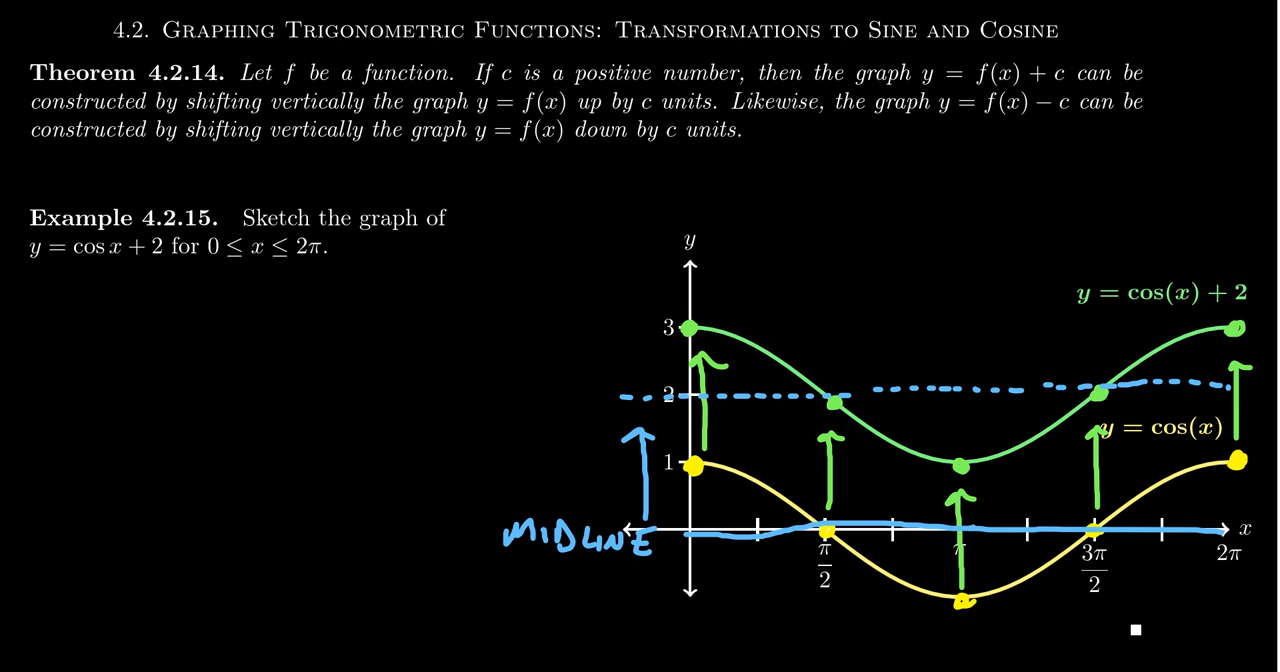 4.2. Graphing Trigonometric Functions: Transformations to Sine and Cosine
Theorem 4.2.14. Let f be a function. If c is a positive number, then the graph y = f(x) + c can be
constructed by shifting vertically the graph y = f(x) up by c units. Likewise, the graph y = f(x) − c can be
constructed by shifting vertically the graph y = f(x) down by c units.
Example 4.2.15. Sketch the graph of
y = cos x + 2 for 0 ≤ x ≤ 2π.
y
y = cos(x) + 2
3
2
y = cos(x)
1
MIDLINE
x
π/2
π
3π/2
2π